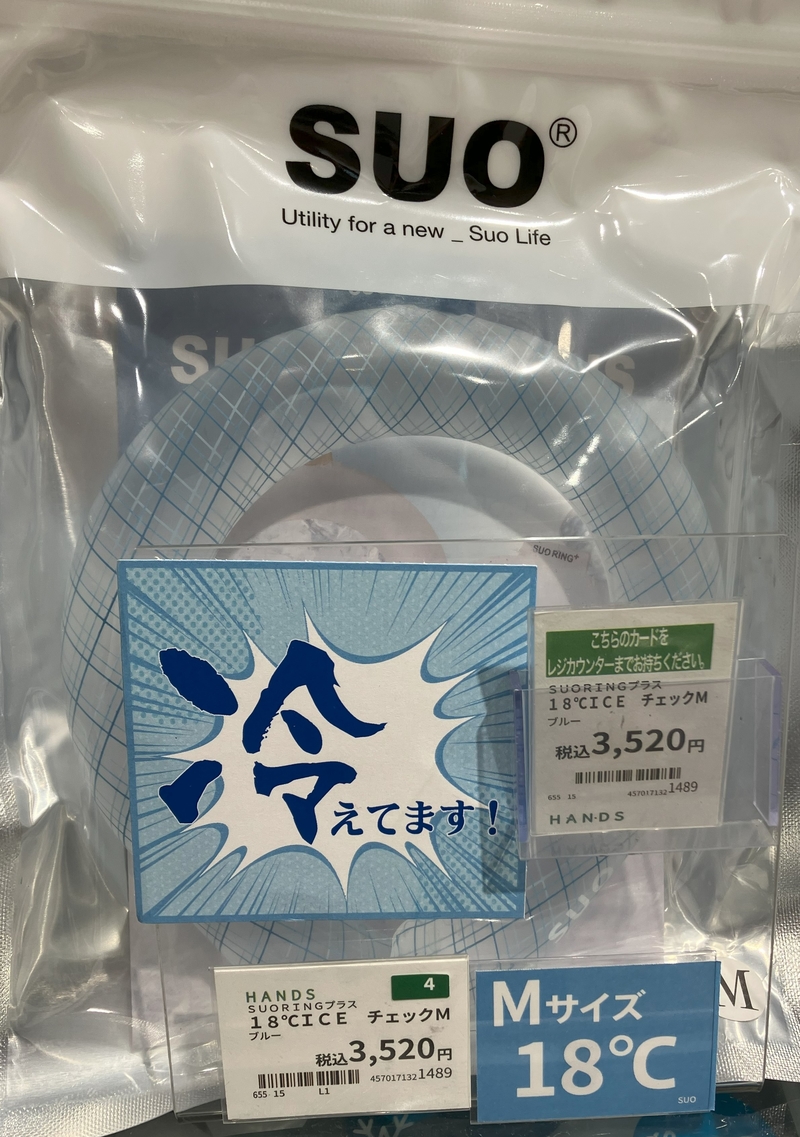 SUO®
Utility for a new _ Suo Life
SUO RING+
冷えてます!
こちらのカードを
レジカウンターまでお持ちください。
SUORINGプラス
18℃ICE チェックM
ブルー
税込3,520円
655 15 4570171321489
HANDS
SUO
M
HANDS 4
SUORINGプラス
18℃ICE チェックM
ブルー
税込3,520円
4570171321489
655 15 L1
Mサイズ
18℃
SUO